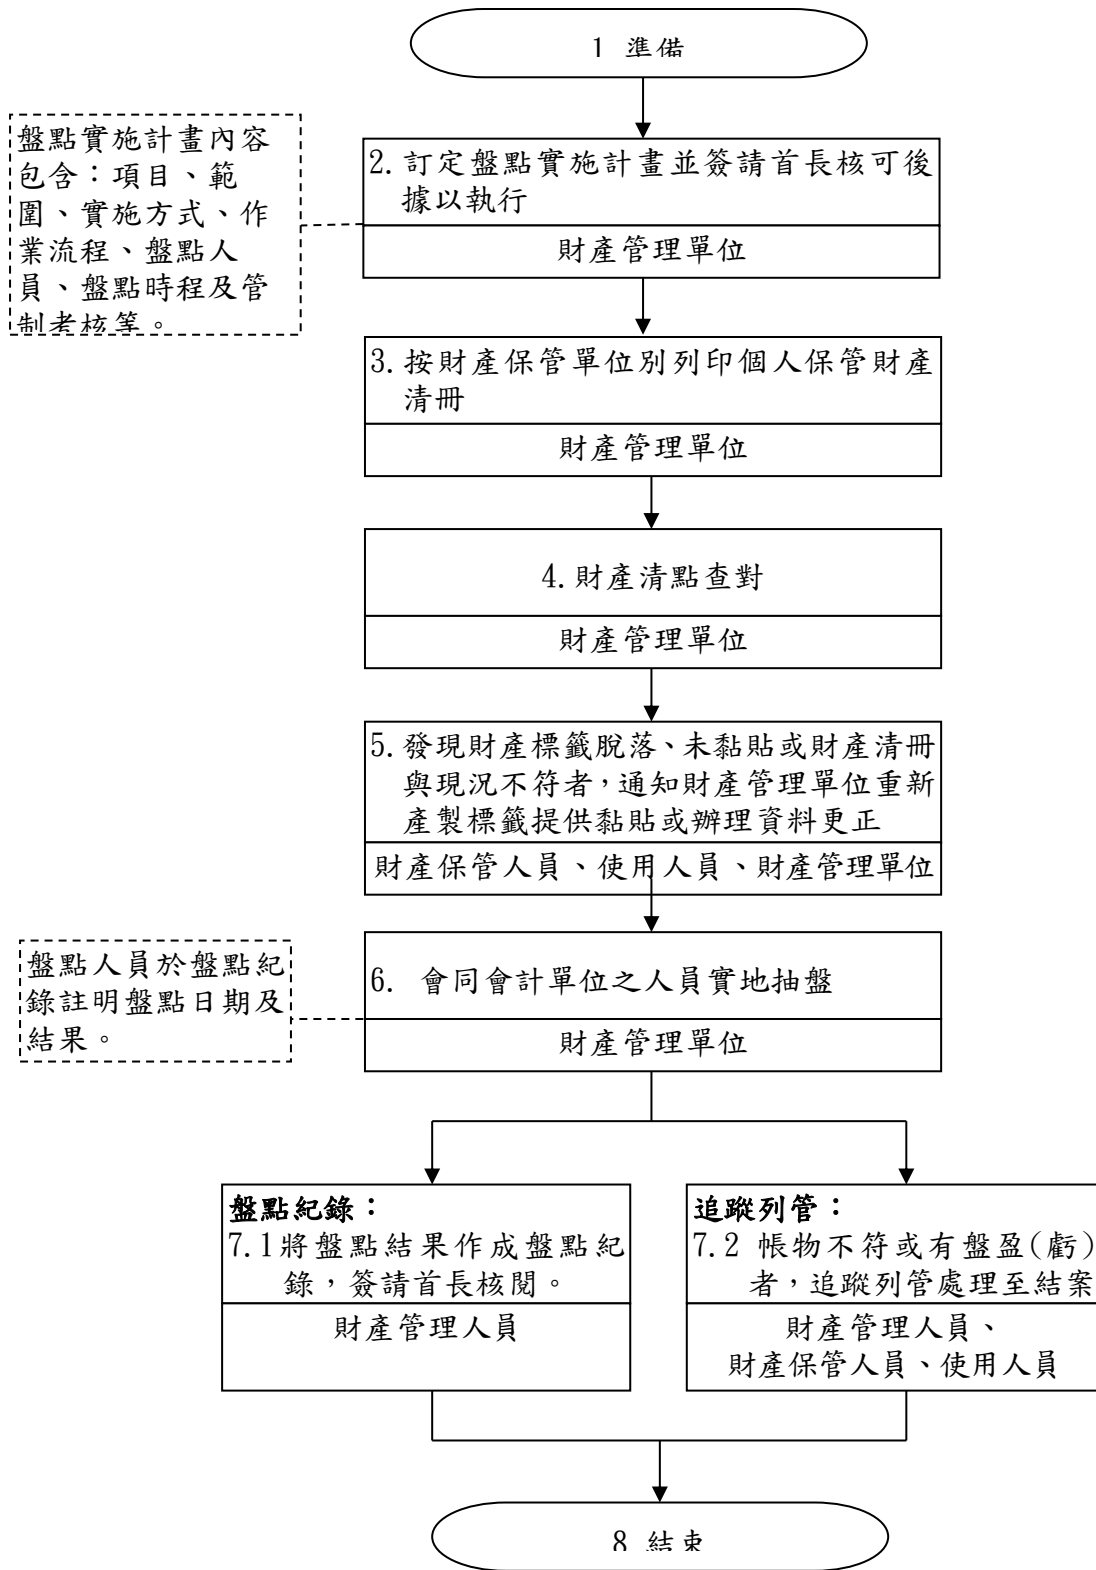 1 準備
盤點實施計畫內容
包含：項目、範
圍、實施方式、作
業流程、盤點人
員、盤點時程及管
制考核等。
2.訂定盤點實施計畫並簽請首長核可後
據以執行
財產管理單位
3.按財產保管單位別列印個人保管財產
清冊
財產管理單位
4.財產清點查對
財產管理單位
5.發現財產標籤脫落、未黏貼或財產清冊
與現況不符者，通知財產管理單位重新
產製標籤提供黏貼或辦理資料更正
財產保管人員、使用人員、財產管理單位
盤點人員於盤點紀
錄註明盤點日期及
結果。
6. 會同會計單位之人員實地抽盤
財產管理單位
盤點紀錄：
7.1將盤點結果作成盤點紀
錄，簽請首長核閱。
財產管理人員
追蹤列管：
7.2 帳物不符或有盤盈(虧)
者，追蹤列管處理至結案
財產管理人員、
財產保管人員、使用人員
8 結束